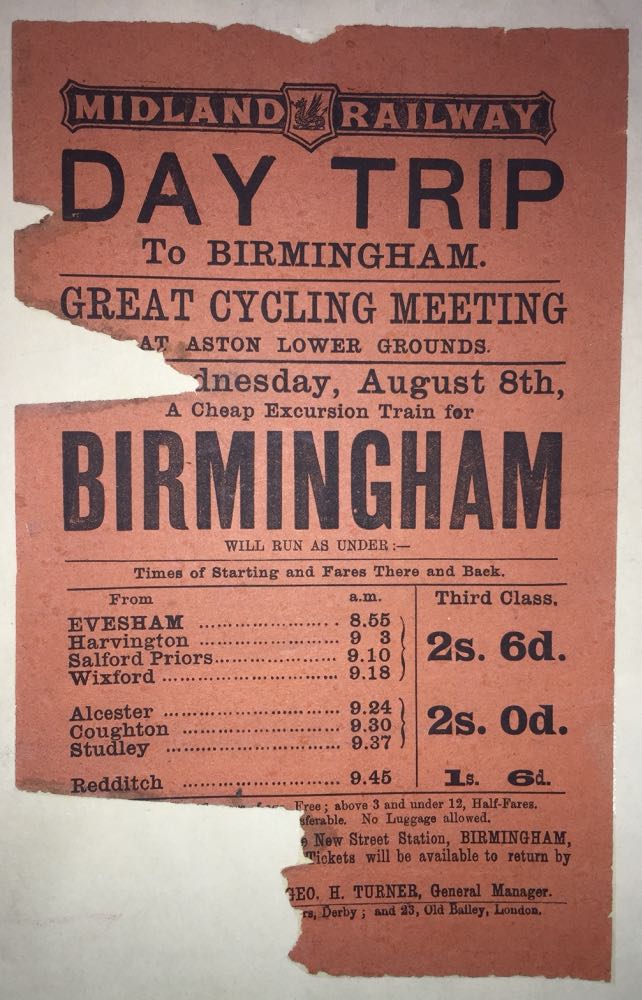 MIDLAND RAILWAY
DAY TRIP
To BIRMINGHAM.
GREAT CYCLING MEETING
AT ASTON LOWER GROUNDS.
dnesday, August 8th,
A Cheap Excursion Train for
BIRMINGHAM
WILL RUN AS UNDER:—
Times of Starting and Fares There and Back.
From a.m. Third Class.
EVESHAM .......................... 8.55
Harvington .......................... 9 3
Salford Priors...................... 9.10
Wixford ................................ 9.18
2s. 6d.
Alcester ................................ 9.24
Coughton ............................ 9.30
Studley ................................ 9.37
2s. 0d.
Redditch ............................ 9.45 1s. 6d.
Free; above 3 and under 12, Half-Fares.
sferable. No Luggage allowed.
New Street Station, BIRMINGHAM,
Tickets will be available to return by
GEO. H. TURNER, General Manager.
rs, Derby; and 23, Old Bailey, London.